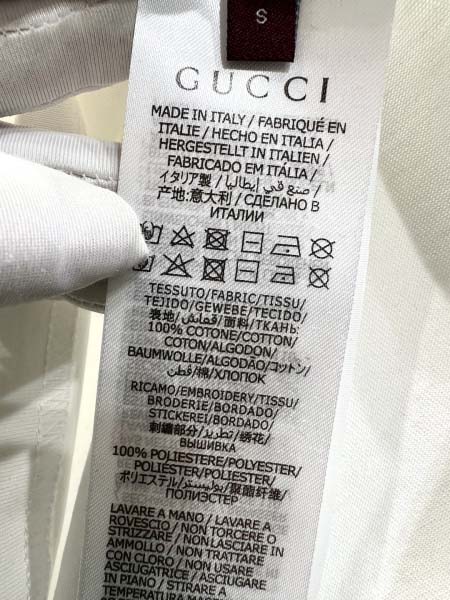 S
GUCCI
MADE IN ITALY / FABRIQUÉ EN
ITALIE / HECHO EN ITALIA /
HERGESTELLT IN ITALIEN /
FABRICADO EM ITÁLIA /
イタリア製 / صنع في إيطاليا /
产地:意大利 / СДЕЛАНО В
ИТАЛИИ
TESSUTO/FABRIC/TISSU/
TEJIDO/GEWEBE/TECIDO/
表地/قماش/面料/ТКАНЬ:
100% COTONE/COTTON/
COTON/ALGODON/
BAUMWOLLE/ALGODÃO/コットン/
قطن/棉/ХЛОПОК
RICAMO/EMBROIDERY/TISSU/
BRODERIE/BORDADO/
STICKEREI/BORDADO/
刺繍部分/تطريز/绣花/
ВЫШИВКА
100% POLIESTERE/POLYESTER/
POLIÉSTER/POLIÉSTER/
ポリエステル/بوليستر/聚酯纤维/
ПОЛИЭСТЕР
LAVARE A MANO / LAVARE A
ROVESCIO / NON TORCERE O
STRIZZARE / NON LASCIARE IN
AMMOLLO / NON TRATTARE
CON CLORO / NON USARE
ASCIUGATRICE / ASCIUGARE
IN PIANO / STIRARE A
TEMPERATURA